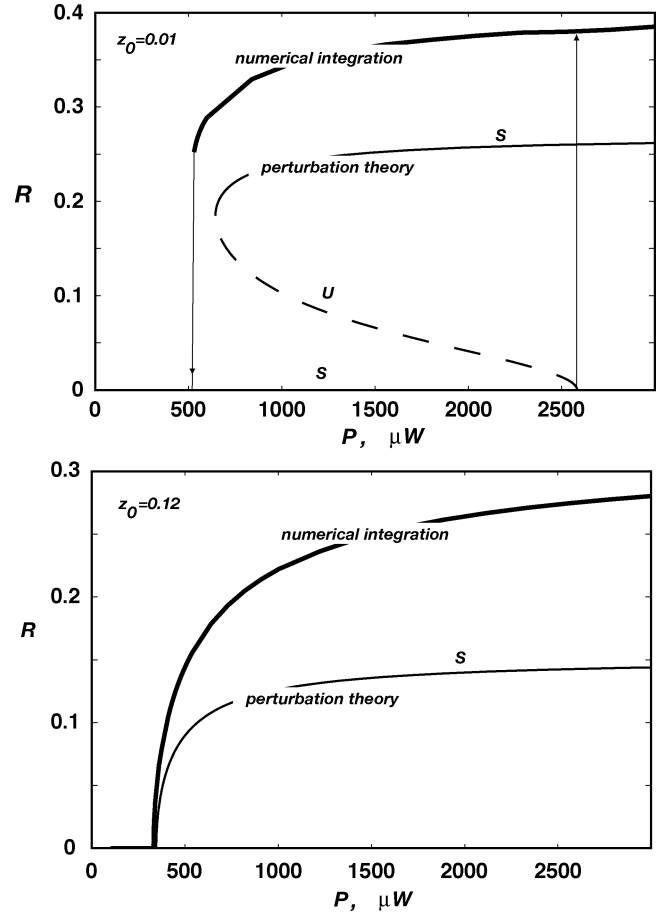 0.4
z0=0.01
numerical integration
0.3
S
perturbation theory
R
0.2
U
0.1
S
0
0 500 1000 1500 2000 2500
P, μW
0.3
z0=0.12
numerical integration
0.2
R
S
perturbation theory
0.1
0
0 500 1000 1500 2000 2500
P, μW